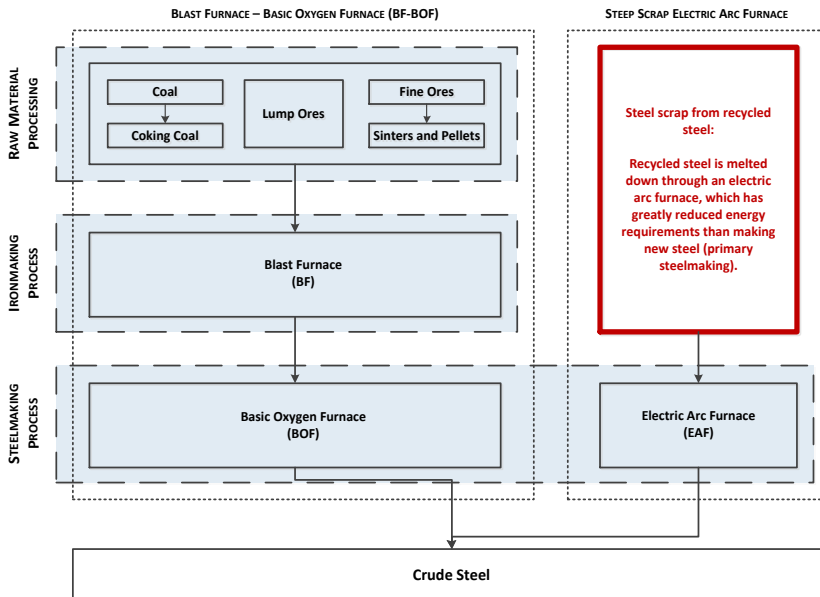 BLAST FURNACE – BASIC OXYGEN FURNACE (BF-BOF)
STEEP SCRAP ELECTRIC ARC FURNACE
RAW MATERIAL
PROCESSING
Coal
Coking Coal
Lump Ores
Fine Ores
Sinters and Pellets
Steel scrap from recycled
steel:
Recycled steel is melted
down through an electric
arc furnace, which has
greatly reduced energy
requirements than making
new steel (primary
steelmaking).
IRONMAKING
PROCESS
Blast Furnace
(BF)
STEELMAKING
PROCESS
Basic Oxygen Furnace
(BOF)
Electric Arc Furnace
(EAF)
Crude Steel